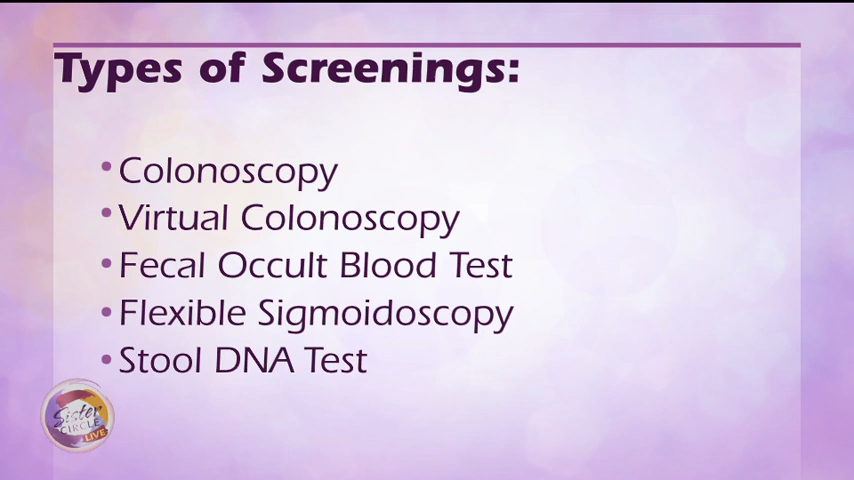 Types of Screenings:
•Colonoscopy
•Virtual Colonoscopy
•Fecal Occult Blood Test
•Flexible Sigmoidoscopy
•Stool DNA Test
Sister
CIRCLE
LIVE